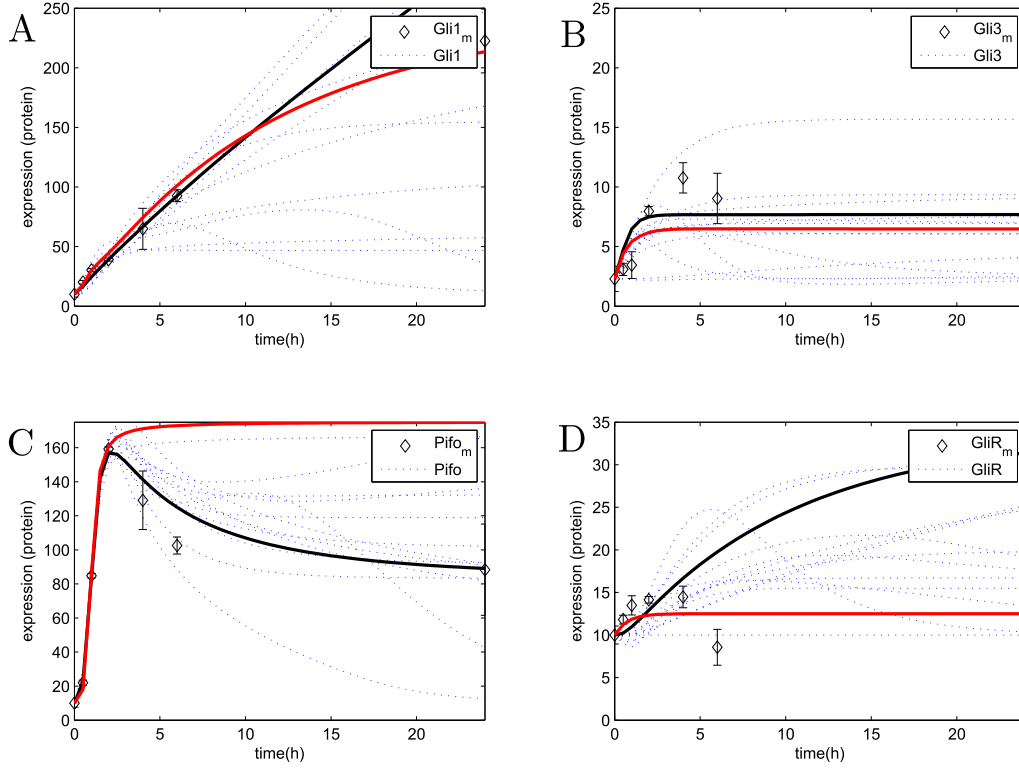 A
250
200
150
100
50
0
expression (protein)
0 5 10 15 20
time(h)
Gli1m
Gli1
B
25
20
15
10
5
0
expression (protein)
0 5 10 15 20
time(h)
Gli3m
Gli3
C
160
140
120
100
80
60
40
20
0
expression (protein)
0 5 10 15 20
time(h)
Pifom
Pifo
D
35
30
25
20
15
10
5
0
expression (protein)
0 5 10 15 20
time(h)
GliRm
GliR